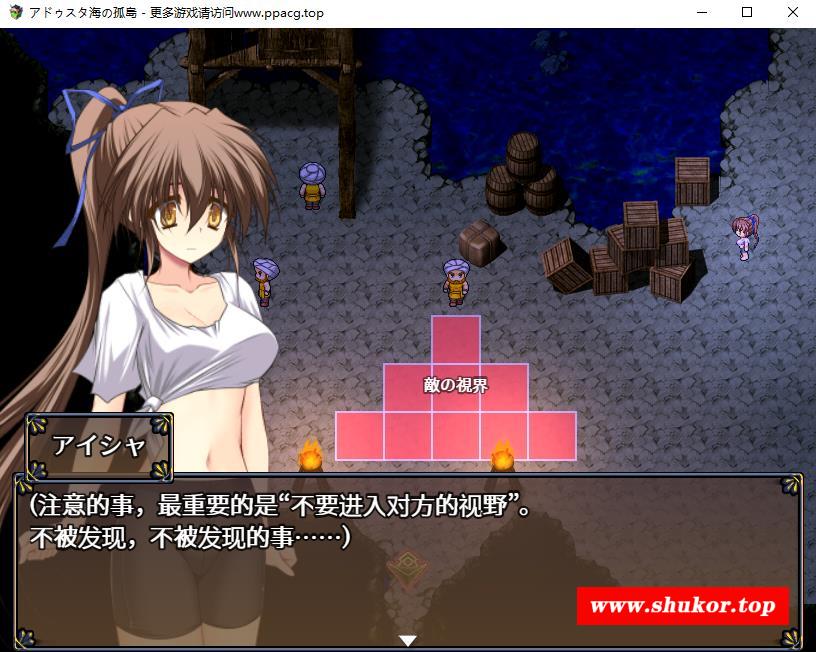 アドゥスタ海の孤島 - 更多游戏请访问www.ppacg.top
敵の視界
アイシャ
(注意的事，最重要的是“不要进入对方的视野”。
不被发现，不被发现的事……)
www.shukor.top